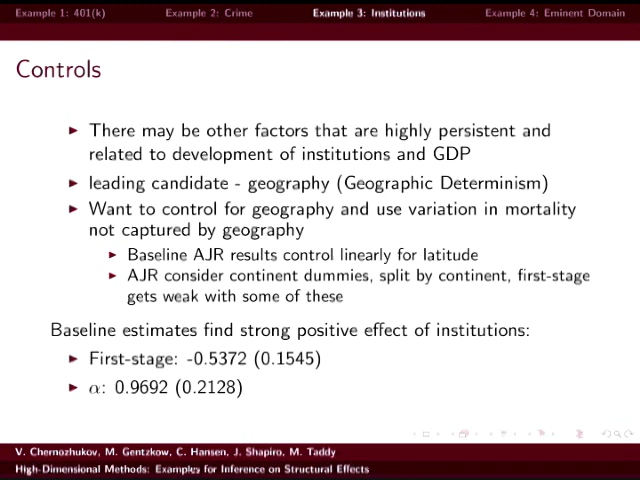 Example 1: 401(k) Example 2: Crime Example 3: Institutions Example 4: Eminent Domain
Controls
There may be other factors that are highly persistent and
related to development of institutions and GDP
leading candidate - geography (Geographic Determinism)
Want to control for geography and use variation in mortality
not captured by geography
Baseline AJR results control linearly for latitude
AJR consider continent dummies, split by continent, first-stage
gets weak with some of these
Baseline estimates find strong positive effect of institutions:
First-stage: -0.5372 (0.1545)
α: 0.9692 (0.2128)
V. Chernozhukov, M. Gentzkow, C. Hansen, J. Shapiro, M. Taddy
High-Dimensional Methods: Examples for Inference on Structural Effects